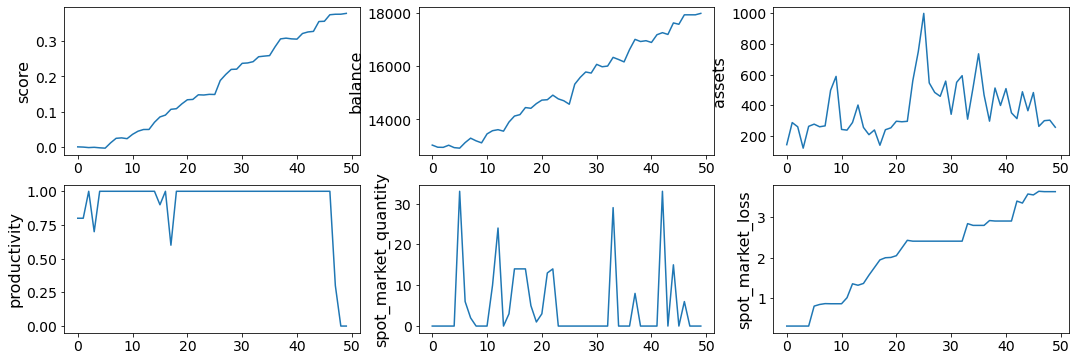 score
0.3
0.2
0.1
0.0
0 10 20 30 40 50
balance
18000
16000
14000
0 10 20 30 40 50
assets
1000
800
600
400
200
0 10 20 30 40 50
productivity
1.00
0.75
0.50
0.25
0.00
0 10 20 30 40 50
spot_market_quantity
30
20
10
0
0 10 20 30 40 50
spot_market_loss
3
2
1
0 10 20 30 40 50